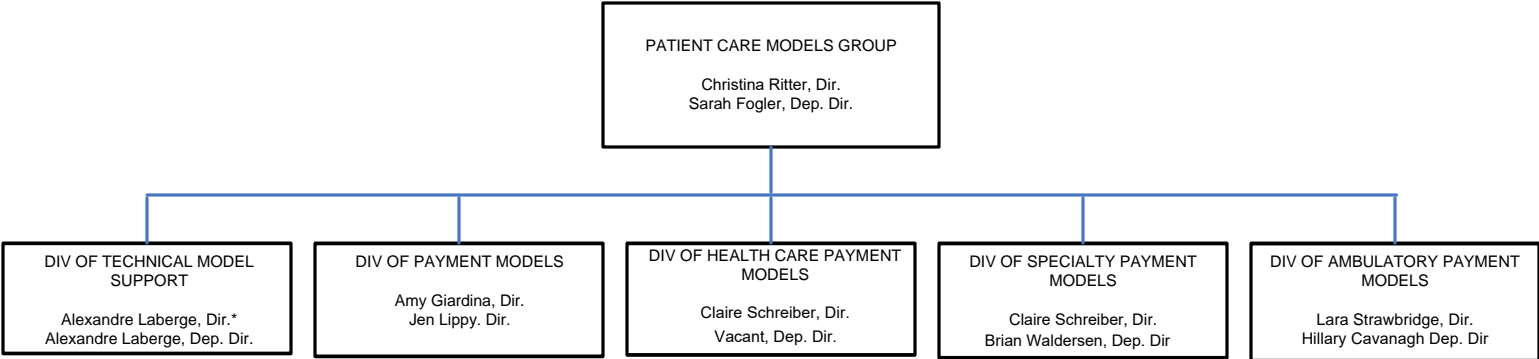 PATIENT CARE MODELS GROUP
Christina Ritter, Dir.
Sarah Fogler, Dep. Dir.
DIV OF TECHNICAL MODEL
SUPPORT
Alexandre Laberge, Dir.*
Alexandre Laberge, Dep. Dir.
DIV OF PAYMENT MODELS
Amy Giardina, Dir.
Jen Lippy. Dir.
DIV OF HEALTH CARE PAYMENT
MODELS
Claire Schreiber, Dir.
Vacant, Dep. Dir.
DIV OF SPECIALTY PAYMENT
MODELS
Claire Schreiber, Dir.
Brian Waldersen, Dep. Dir
DIV OF AMBULATORY PAYMENT
MODELS
Lara Strawbridge, Dir.
Hillary Cavanagh Dep. Dir